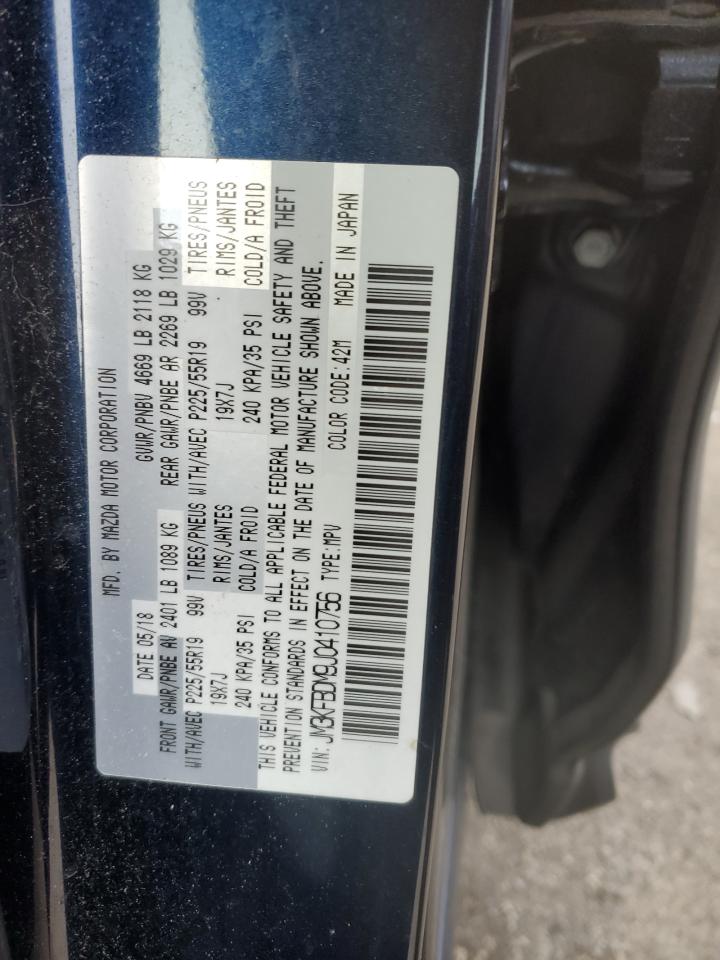 MFD. BY MAZDA MOTOR CORPORATION
DATE 05/18 GVWR/PNBV 4669 LB 2118 KG
FRONT GAWR/PNBE AV 2401 LB 1089 KG REAR GAWR/PNBE AR 2269 LB 1029 KG
WITH/AVEC P225/55R19 99V TIRES/PNEUS WITH/AVEC P225/55R19 99V TIRES/PNEUS
19X7J RIMS/JANTES 19X7J RIMS/JANTES
240 KPA/35 PSI COLD/A FROID 240 KPA/35 PSI COLD/A FROID
THIS VEHICLE CONFORMS TO ALL APPLICABLE FEDERAL MOTOR VEHICLE SAFETY AND THEFT
PREVENTION STANDARDS IN EFFECT ON THE DATE OF MANUFACTURE SHOWN ABOVE.
VIN: JM3KFBDM9J0410756 TYPE:MPV COLOR CODE:42M MADE IN JAPAN